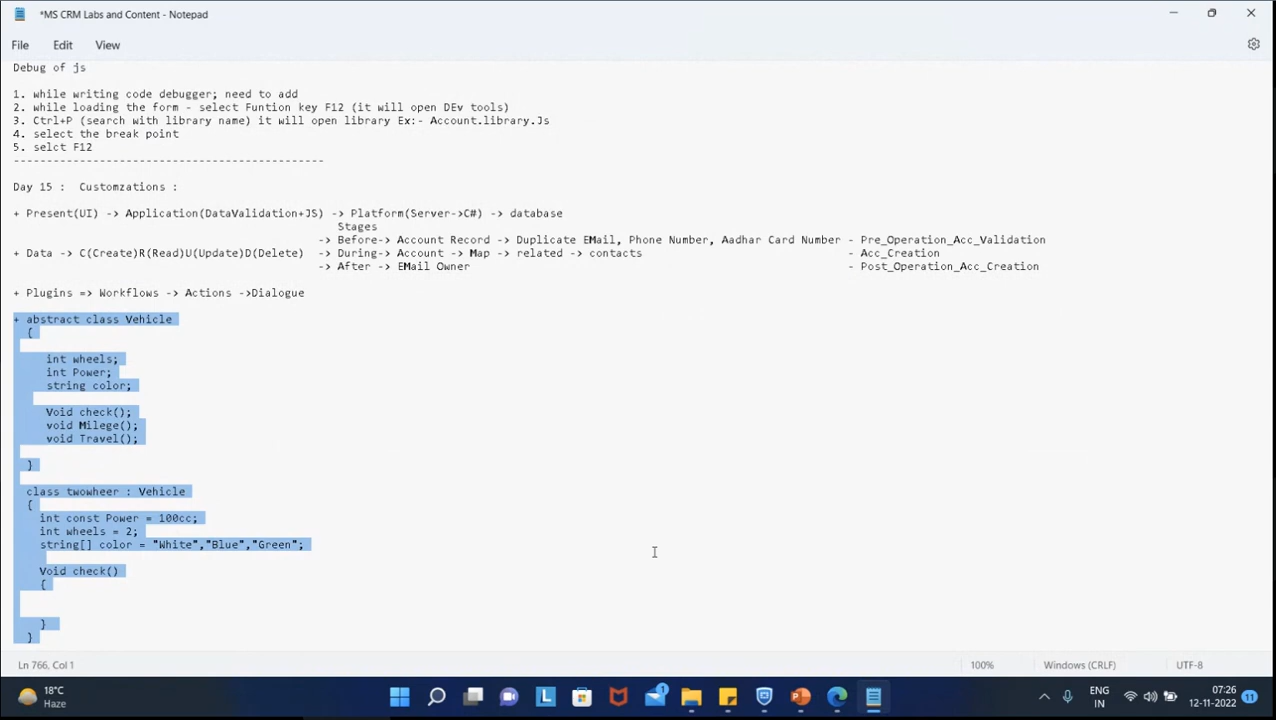 *MS CRM Labs and Content - Notepad
File Edit View
Debug of js
1. while writing code debugger; need to add
2. while loading the form - select Funtion key F12 (it will open DEv tools)
3. Ctrl+P (search with library name) it will open library Ex:- Account.library.Js
4. select the break point
5. selct F12
-----------------------------------------------
Day 15 :  Customzations :
+ Present(UI) -> Application(DataValidation+JS) -> Platform(Server->C#) -> database
Stages
-> Before-> Account Record -> Duplicate EMail, Phone Number, Aadhar Card Number - Pre_Operation_Acc_Validation
+ Data -> C(Create)R(Read)U(Update)D(Delete) -> During-> Account -> Map -> related -> contacts - Acc_Creation
-> After -> EMail Owner - Post_Operation_Acc_Creation
+ Plugins => Workflows -> Actions ->Dialogue
+ abstract class Vehicle
{
int wheels;
int Power;
string color;
Void check();
void Milege();
void Travel();
}
class twowheer : Vehicle
{
int const Power = 100cc;
int wheels = 2;
string[] color = "White","Blue","Green";
Void check()
{
}
}
Ln 766, Col 1 100% Windows (CRLF) UTF-8
18°C
Haze
L
1
ENG
IN
07:26
12-11-2022
11